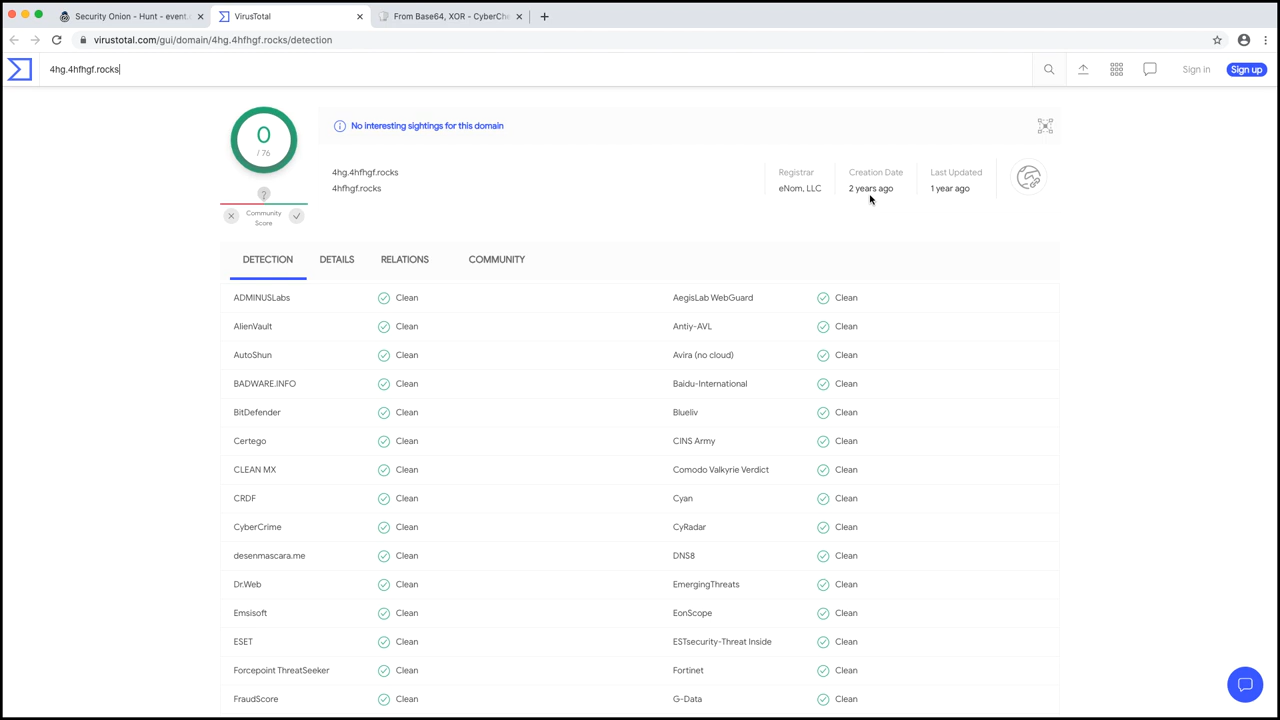 Security Onion - Hunt - event.
VirusTotal
From Base64, XOR - CyberChe
virustotal.com/gui/domain/4hg.4hfhgf.rocks/detection
4hg.4hfhgf.rocks
Sign in
Sign up
0
/ 76
?
Community
Score
No interesting sightings for this domain
4hg.4hfhgf.rocks
4hfhgf.rocks
Registrar
eNom, LLC
Creation Date
2 years ago
Last Updated
1 year ago
DETECTION DETAILS RELATIONS COMMUNITY
ADMINUSLabs Clean AegisLab WebGuard Clean
AlienVault Clean Antiy-AVL Clean
AutoShun Clean Avira (no cloud) Clean
BADWARE.INFO Clean Baidu-International Clean
BitDefender Clean Blueliv Clean
Certego Clean CINS Army Clean
CLEAN MX Clean Comodo Valkyrie Verdict Clean
CRDF Clean Cyan Clean
CyberCrime Clean CyRadar Clean
desenmascara.me Clean DNS8 Clean
Dr.Web Clean EmergingThreats Clean
Emsisoft Clean EonScope Clean
ESET Clean ESTsecurity-Threat Inside Clean
Forcepoint ThreatSeeker Clean Fortinet Clean
FraudScore Clean G-Data Clean